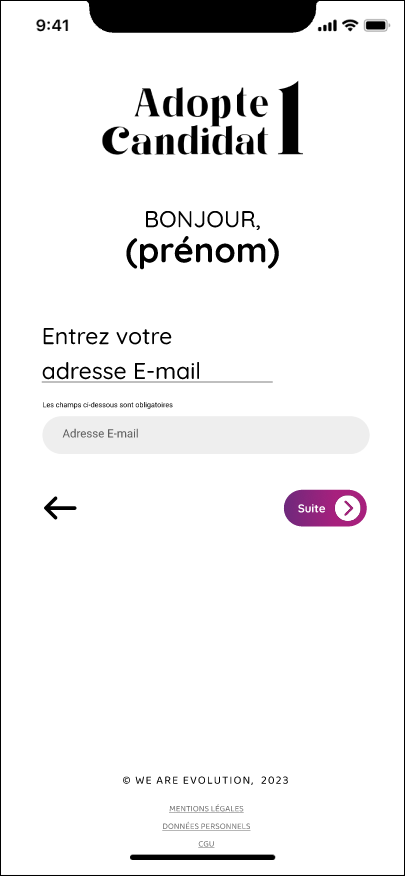 9:41
Adopte 1
Candidat
BONJOUR,
(prénom)
Entrez votre
adresse E-mail
Les champs ci-dessous sont obligatoires
Adresse E-mail
Suite
© WE ARE EVOLUTION, 2023
MENTIONS LÉGALES
DONNÉES PERSONNELS
CGU